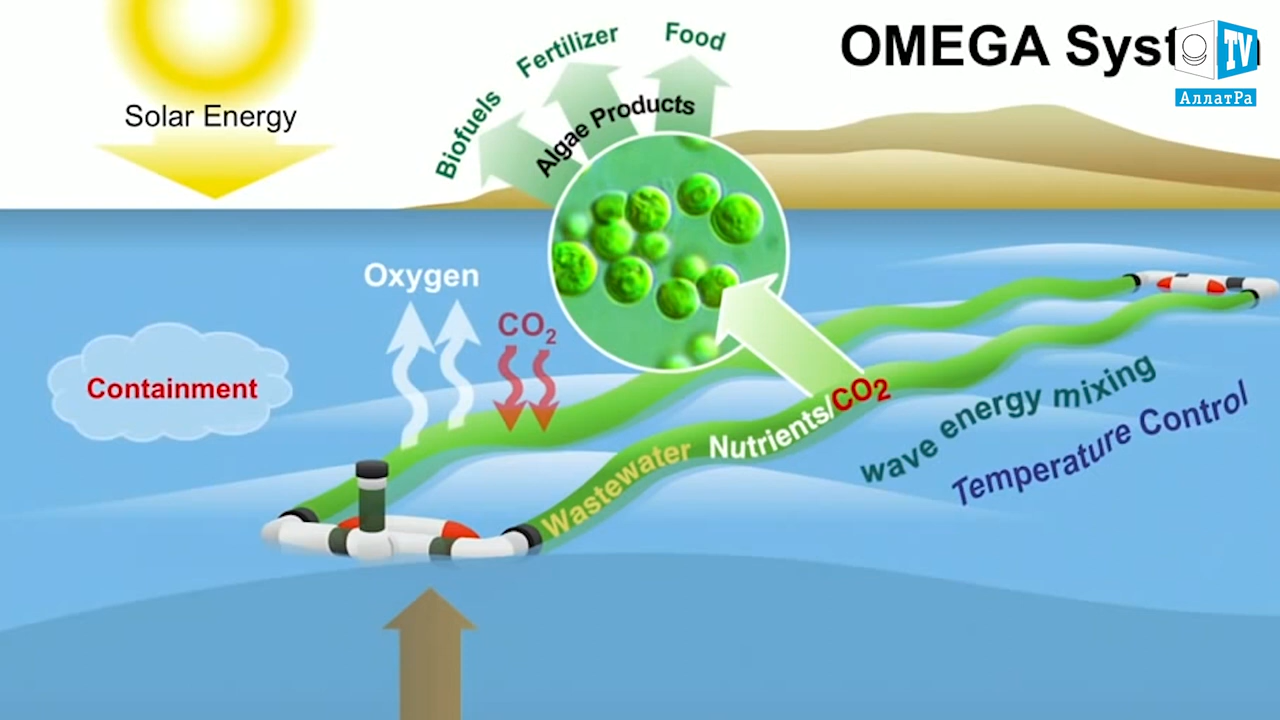 OMEGA Syst
TV
АллатРа
Solar Energy
Biofuels
Fertilizer
Food
Algae Products
Oxygen
CO2
Containment
Wastewater Nutrients/CO2
wave energy mixing
Temperature Control